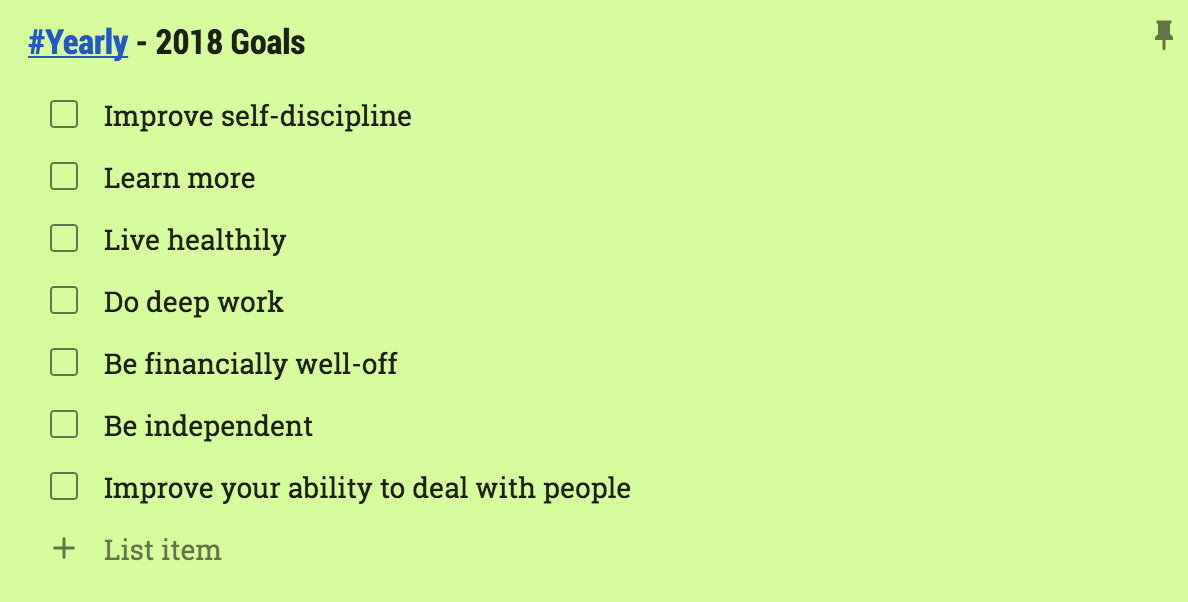 #Yearly - 2018 Goals
Improve self-discipline
Learn more
Live healthily
Do deep work
Be financially well-off
Be independent
Improve your ability to deal with people
+ List item